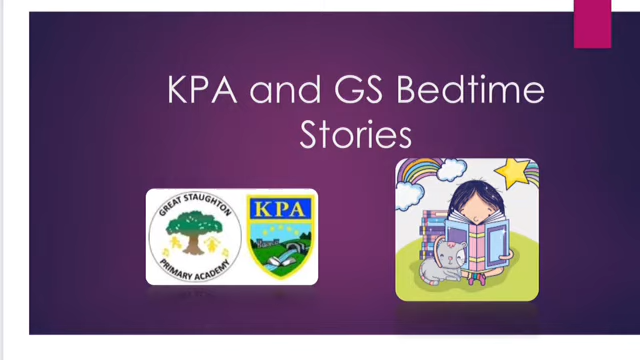 KPA and GS Bedtime
Stories
GREAT STAUGHTON
PRIMARY ACADEMY
KPA